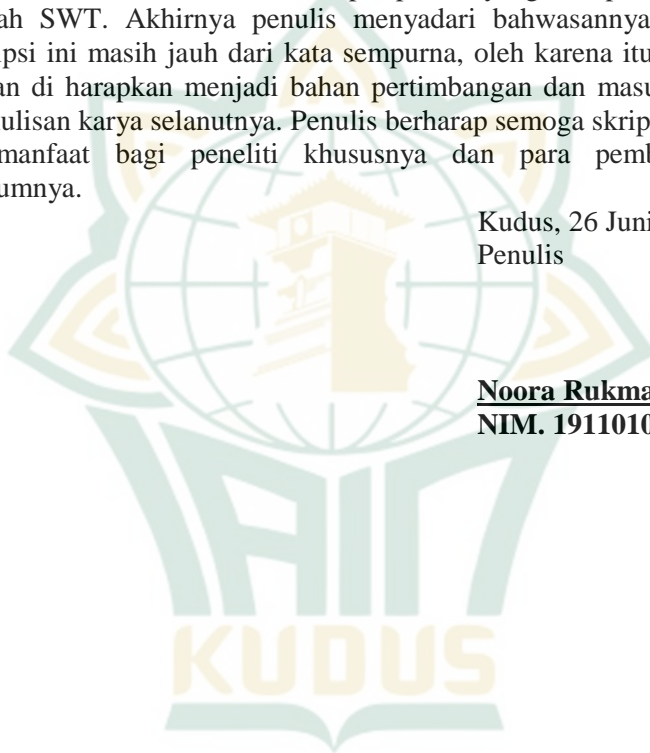 ah SWT. Akhirnya penulis menyadari bahwasannya
ipsi ini masih jauh dari kata sempurna, oleh karena itu
an di harapkan menjadi bahan pertimbangan dan masu
ulisan karya selanutnya. Penulis berharap semoga skrip
manfaat bagi peneliti khususnya dan para pemb
umnya.
Kudus, 26 Juni
Penulis
Noora Rukma
NIM. 1911010
IAIN
KUDUS